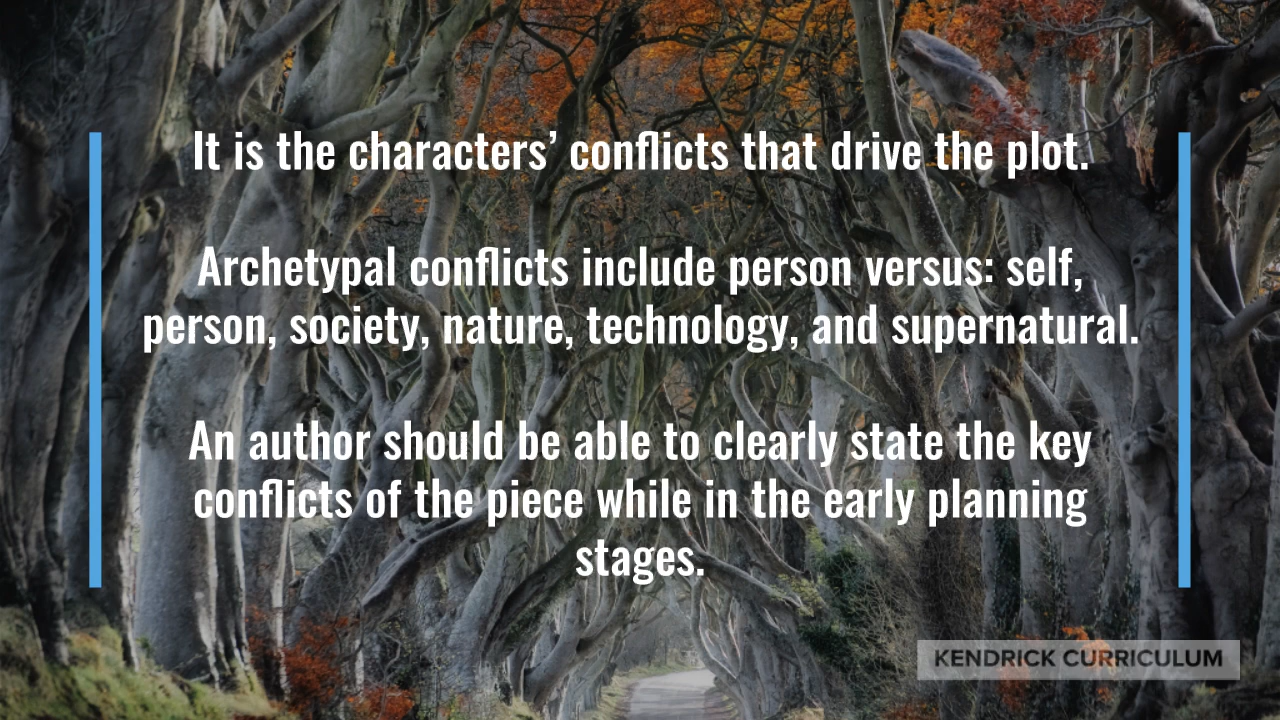 It is the characters’ conflicts that drive the plot.
Archetypal conflicts include person versus: self,
person, society, nature, technology, and supernatural.
An author should be able to clearly state the key
conflicts of the piece while in the early planning
stages.
KENDRICK CURRICULUM